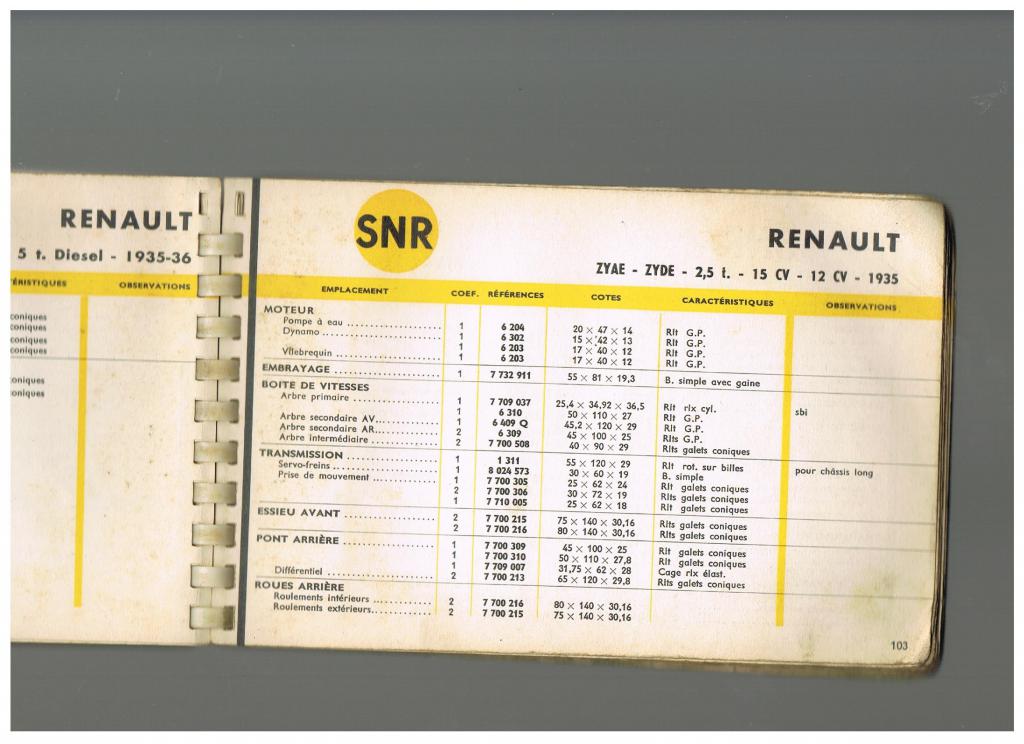 RENAULT
5 t. Diesel - 1935-36
OBSERVATIONS
coniques
coniques
coniques
coniques
oniques
oniques
SNR
RENAULT
ZYAE - ZYDE - 2,5 t. - 15 CV - 12 CV - 1935
EMPLACEMENT COEF. RÉFÉRENCES COTES CARACTÉRISTIQUES OBSERVATIONS
MOTEUR
Pompe à eau 1 6 204 20 × 47 × 14 Rlt G.P.
Dynamo 1 6 302 15 × 42 × 13 Rlt G.P.
1 6 203 17 × 40 × 12 Rlt G.P.
Vilebrequin 1 6 203 17 × 40 × 12 Rlt G.P.
EMBRAYAGE 1 7 732 911 55 × 81 × 19,3 B. simple avec gaine
BOITE DE VITESSES
Arbre primaire 1 7 709 037 25,4 × 34,92 × 36,5 Rlt rlx cyl. sbi
1 6 310 50 × 110 × 27 Rlt G.P.
Arbre secondaire AV. 1 6 409 Q 45,2 × 120 × 29 Rlt G.P.
Arbre secondaire AR. 2 6 309 45 × 100 × 25 Rlts G.P.
Arbre intermédiaire 2 7 700 508 40 × 90 × 29 Rlts galets coniques
TRANSMISSION 1 1 311 55 × 120 × 29 Rlt rot. sur billes pour châssis long
Servo-freins 1 8 024 573 30 × 60 × 19 B. simple
Prise de mouvement 1 7 700 305 25 × 62 × 24 Rlt galets coniques
2 7 700 306 30 × 72 × 19 Rlts galets coniques
1 7 710 005 25 × 62 × 18 Rlt galets coniques
ESSIEU AVANT 2 7 700 215 75 × 140 × 30,16 Rlts galets coniques
2 7 700 216 80 × 140 × 30,16 Rlts galets coniques
PONT ARRIÈRE 1 7 700 309 45 × 100 × 25 Rlt galets coniques
1 7 700 310 50 × 110 × 27,8 Rlt galets coniques
1 7 709 007 31,75 × 62 × 28 Cage rlx élast.
Différentiel 2 7 700 213 65 × 120 × 29,8 Rlts galets coniques
ROUES ARRIÈRE
Roulements intérieurs 2 7 700 216 80 × 140 × 30,16
Roulements extérieurs 2 7 700 215 75 × 140 × 30,16
103